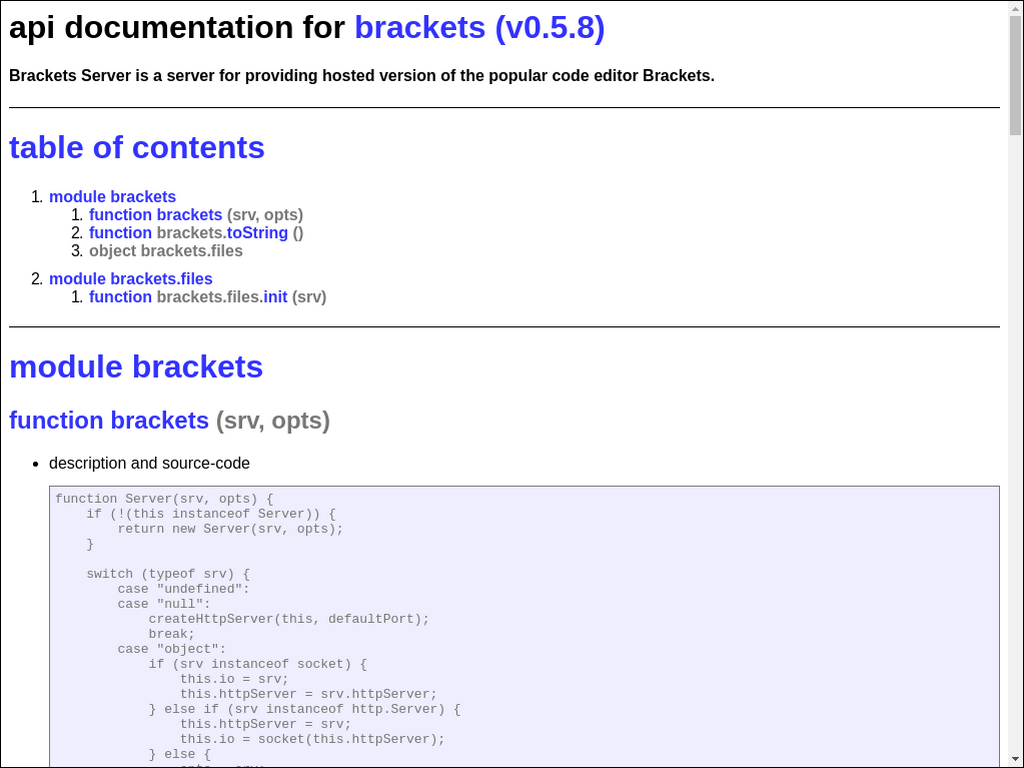 api documentation for brackets (v0.5.8)
Brackets Server is a server for providing hosted version of the popular code editor Brackets.
table of contents
1. module brackets
1. function brackets (srv, opts)
2. function brackets.toString ()
3. object brackets.files
2. module brackets.files
1. function brackets.files.init (srv)
module brackets
function brackets (srv, opts)
• description and source-code
function Server(srv, opts) {
    if (!(this instanceof Server)) {
        return new Server(srv, opts);
    }
    switch (typeof srv) {
        case "undefined":
        case "null":
            createHttpServer(this, defaultPort);
            break;
        case "object":
            if (srv instanceof socket) {
                this.io = srv;
                this.httpServer = srv.httpServer;
            } else if (srv instanceof http.Server) {
                this.httpServer = srv;
                this.io = socket(this.httpServer);
            } else {